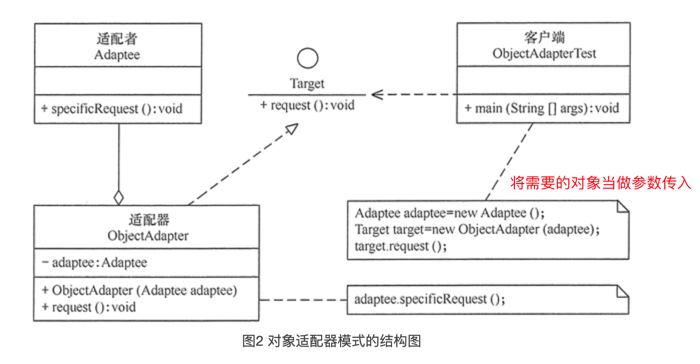 适配者
Adaptee
+ specificRequest ():void
Target
+ request ():void
客户端
ObjectAdapterTest
+ main (String [] args):void
将需要的对象当做参数传入
适配器
ObjectAdapter
− adaptee:Adaptee
+ ObjectAdapter (Adaptee adaptee)
+ request ():void
Adaptee adaptee=new Adaptee ();
Target target=new ObjectAdapter (adaptee);
target.request ();
adaptee.specificRequest ();
图2 对象适配器模式的结构图